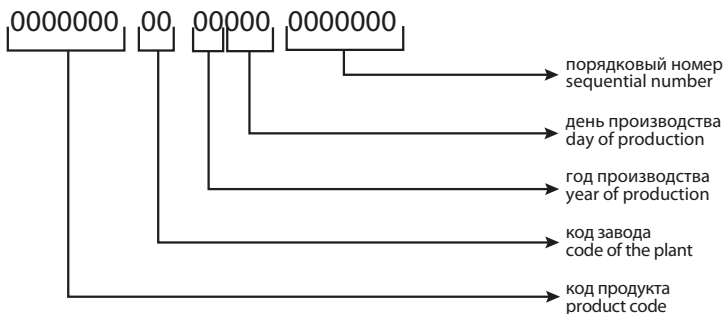 0000000 00 00000 0000000
порядковый номер
sequential number
день производства
day of production
год производства
year of production
код завода
code of the plant
код продукта
product code